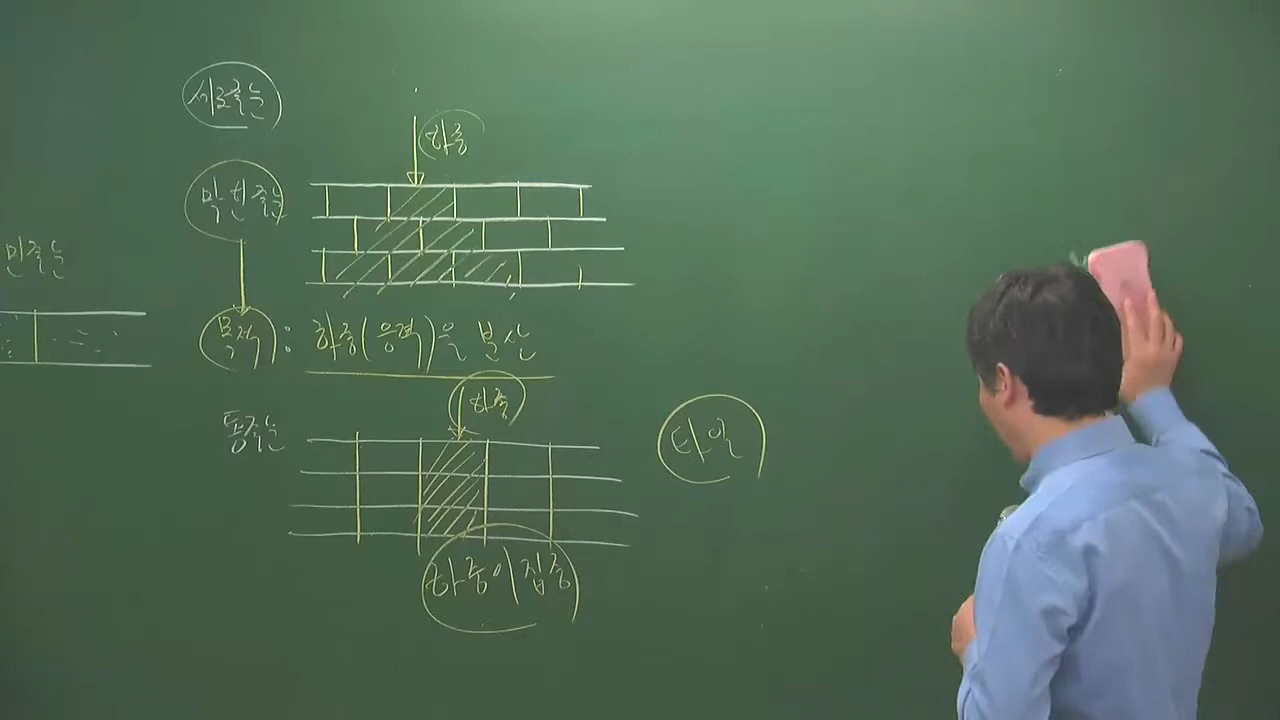 세로줄눈
하중
막힌줄눈
민줄눈
목적 : 하중(응력)을 분산
하중
통줄눈
타일
하중이 집중